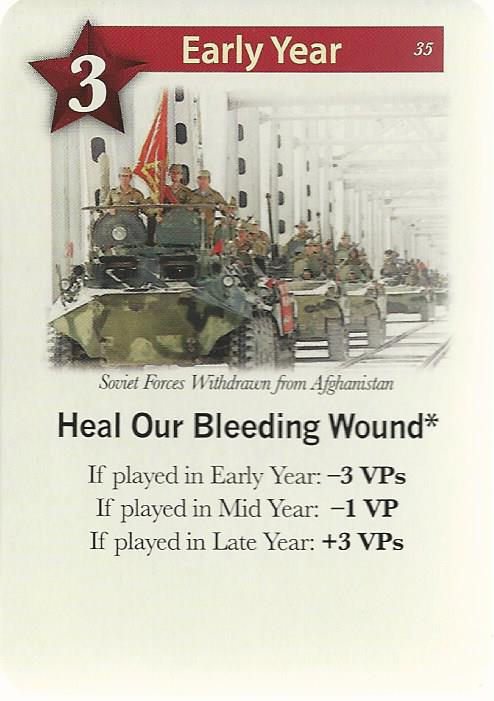 3
Early Year
35
Soviet Forces Withdrawn from Afghanistan
Heal Our Bleeding Wound*
If played in Early Year: –3 VPs
If played in Mid Year: –1 VP
If played in Late Year: +3 VPs